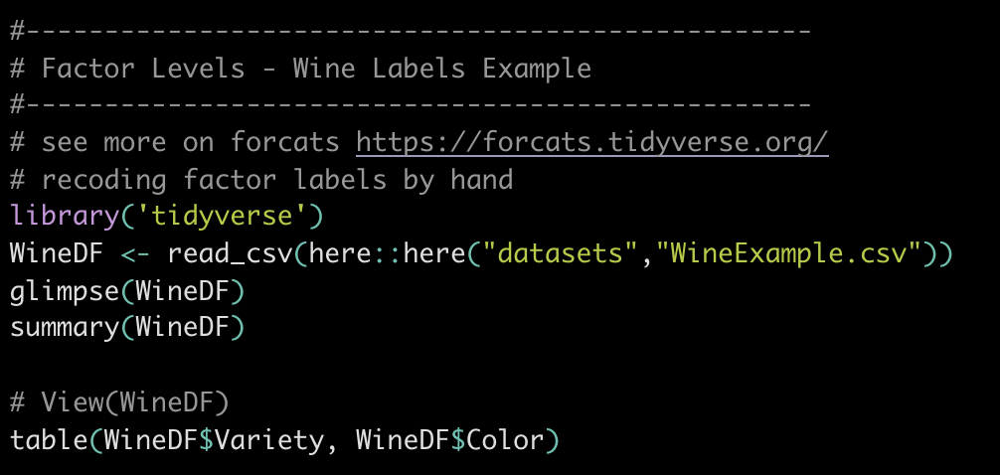 #--------------------------------------------------
# Factor Levels - Wine Labels Example
#--------------------------------------------------
# see more on forcats https://forcats.tidyverse.org/
# recoding factor labels by hand
library('tidyverse')
WineDF <- read_csv(here::here("datasets","WineExample.csv"))
glimpse(WineDF)
summary(WineDF)
# View(WineDF)
table(WineDF$Variety, WineDF$Color)